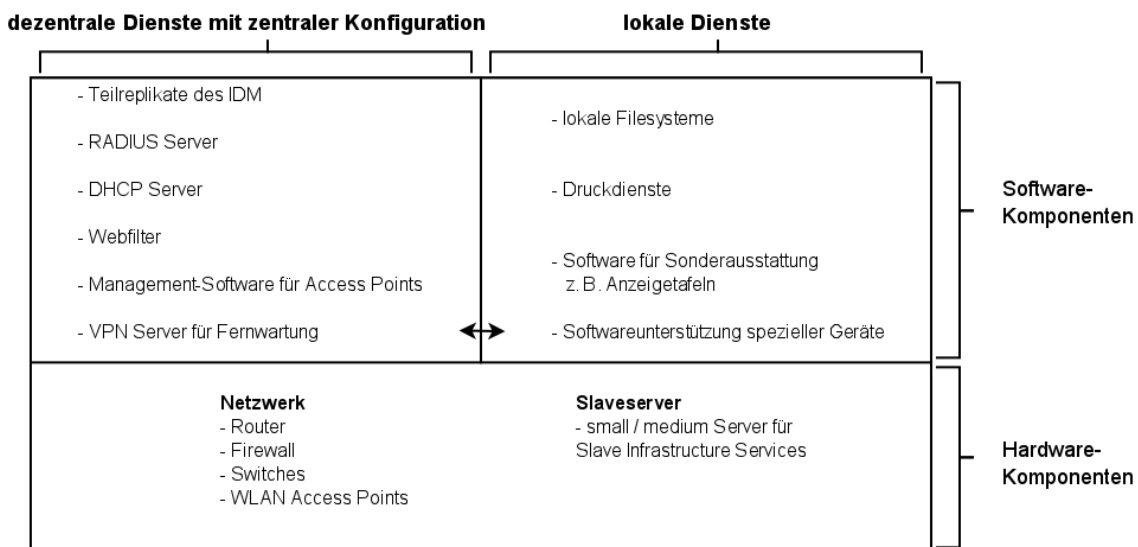 dezentrale Dienste mit zentraler Konfiguration
lokale Dienste
- Teilreplikate des IDM
- RADIUS Server
- DHCP Server
- Webfilter
- Management-Software für Access Points
- VPN Server für Fernwartung
- lokale Filesysteme
- Druckdienste
- Software für Sonderausstattung
z. B. Anzeigetafeln
- Softwareunterstützung spezieller Geräte
Software-
Komponenten
Netzwerk
- Router
- Firewall
- Switches
- WLAN Access Points
Slaveserver
- small / medium Server für
Slave Infrastructure Services
Hardware-
Komponenten